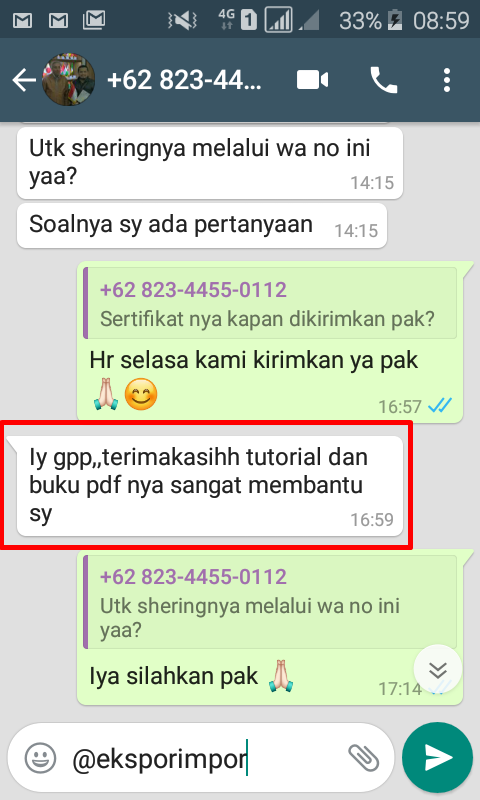 4G 1 33% 08:59
+62 823-44...
Utk sheringnya melalui wa no ini
yaa?
14:15
Soalnya sy ada pertanyaan
14:15
+62 823-4455-0112
Sertifikat nya kapan dikirimkan pak?
Hr selasa kami kirimkan ya pak
🙏🏻😊
16:57
Iy gpp,,terimakasihh tutorial dan
buku pdf nya sangat membantu
sy
16:59
+62 823-4455-0112
Utk sheringnya melalui wa no ini
yaa?
Iya silahkan pak 🙏🏻
17:14
@eksporimpor